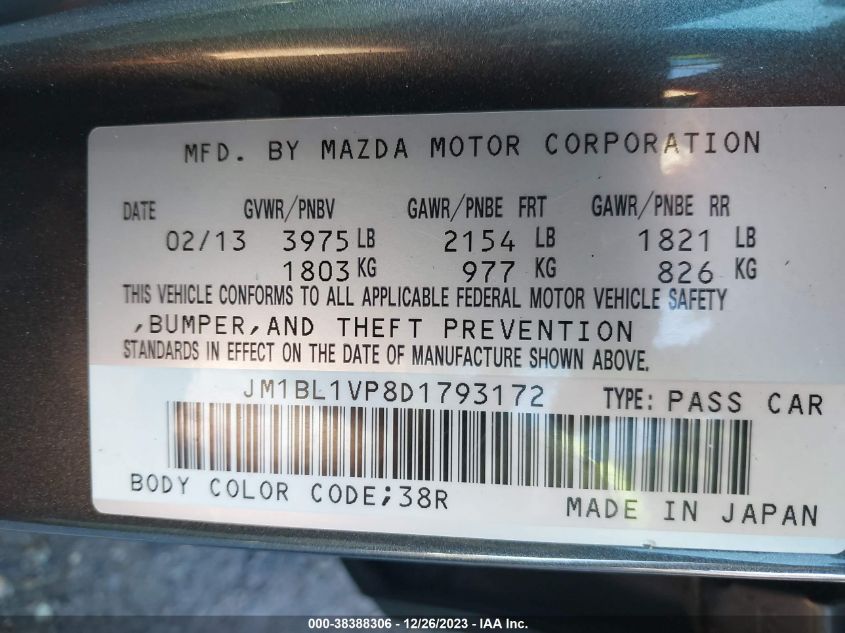 MFD. BY MAZDA MOTOR CORPORATION
DATE GVWR/PNBV GAWR/PNBE FRT GAWR/PNBE RR
02/13 3975 LB 2154 LB 1821 LB
1803 KG 977 KG 826 KG
THIS VEHICLE CONFORMS TO ALL APPLICABLE FEDERAL MOTOR VEHICLE SAFETY
,BUMPER,AND THEFT PREVENTION
STANDARDS IN EFFECT ON THE DATE OF MANUFACTURE SHOWN ABOVE.
JM1BL1VP8D1793172 TYPE: PASS CAR
BODY COLOR CODE;38R MADE IN JAPAN
000-38388306 - 12/26/2023 - IAA Inc.